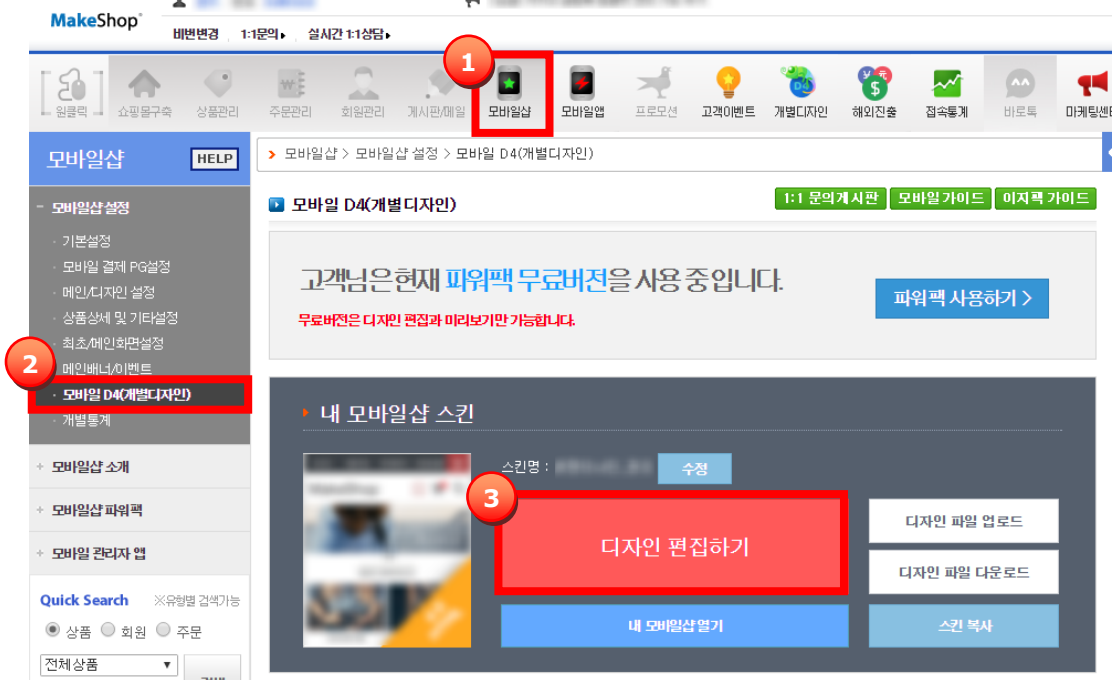 MakeShop
비번변경 1:1문의▸ 실시간 1:1상담▸
1
원클릭 쇼핑몰구축 상품관리 주문관리 회원관리 게시판/메일 모바일샵 모바일앱 프로모션 고객이벤트 개별디자인 해외진출 접속통계 바로톡 마케팅센터
모바일샵 HELP
모바일샵 > 모바일샵 설정 > 모바일 D4(개별디자인)
모바일샵 설정
기본설정
모바일 결제 PG설정
메인/디자인 설정
상품상세 및 기타설정
최초/메인화면설정
메인배너/이벤트
2
모바일 D4(개별디자인)
개별통계
모바일샵 소개
모바일샵 파워팩
모바일 관리자 앱
Quick Search ※유형별 검색가능
상품 회원 주문
전체상품 ▼
모바일 D4(개별디자인)
1:1 문의게시판 모바일가이드 이지팩 가이드
고객님은 현재 파워팩 무료버전을 사용 중입니다.
무료버전은 디자인 편집과 미리보기만 가능합니다.
파워팩 사용하기 >
내 모바일샵 스킨
스킨명 : 수정
3
디자인 편집하기
디자인 파일 업로드
디자인 파일 다운로드
내 모바일샵 열기
스킨 복사